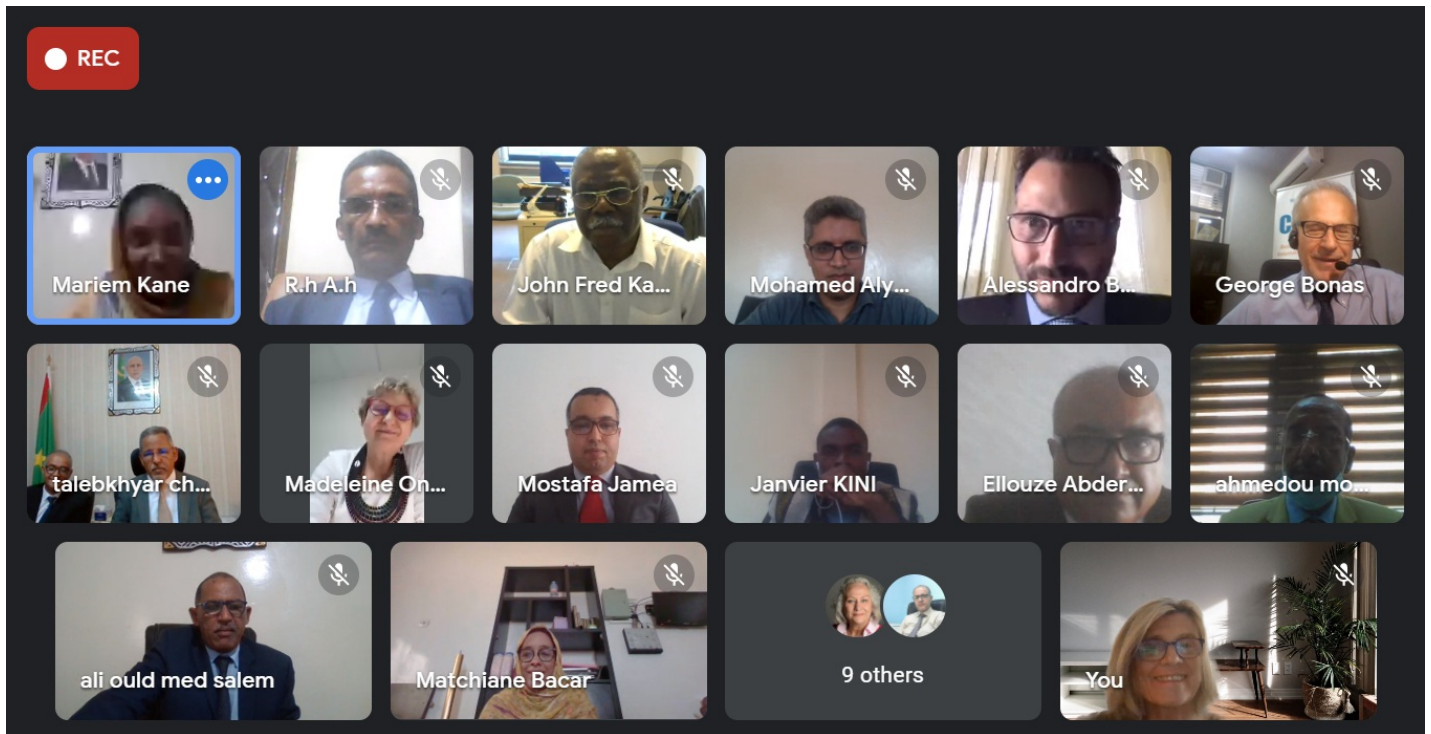 REC
Mariem Kane
R.h A.h
John Fred Ka...
Mohamed Aly...
Alessandro B...
George Bonas
talebkhyar ch...
Madeleine On...
Mostafa Jamea
Janvier KINI
Ellouze Abder...
ahmedou mo...
ali ould med salem
Matchiane Bacar
9 others
You